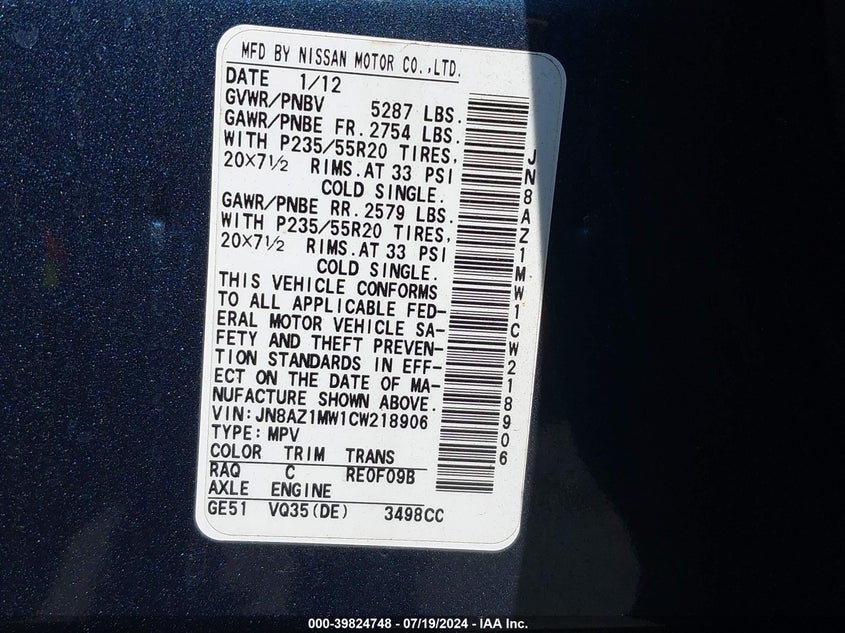 MFD BY NISSAN MOTOR CO.,LTD.
DATE 1/12
GVWR/PNBV 5287 LBS.
GAWR/PNBE FR. 2754 LBS.
WITH P235/55R20 TIRES,
20×7½ RIMS. AT 33 PSI
COLD SINGLE.
GAWR/PNBE RR. 2579 LBS.
WITH P235/55R20 TIRES,
20×7½ RIMS. AT 33 PSI
COLD SINGLE.
THIS VEHICLE CONFORMS
TO ALL APPLICABLE FED-
ERAL MOTOR VEHICLE SA-
FETY AND THEFT PREVEN-
TION STANDARDS IN EFF-
ECT ON THE DATE OF MA-
NUFACTURE SHOWN ABOVE.
VIN:JN8AZ1MW1CW218906
TYPE:MPV
COLOR TRIM TRANS
RAQ C RE0F09B
AXLE ENGINE
GE51 VQ35(DE) 3498CC
JN8AZ1MW1CW218906
000-39824748 - 07/19/2024 - IAA Inc.